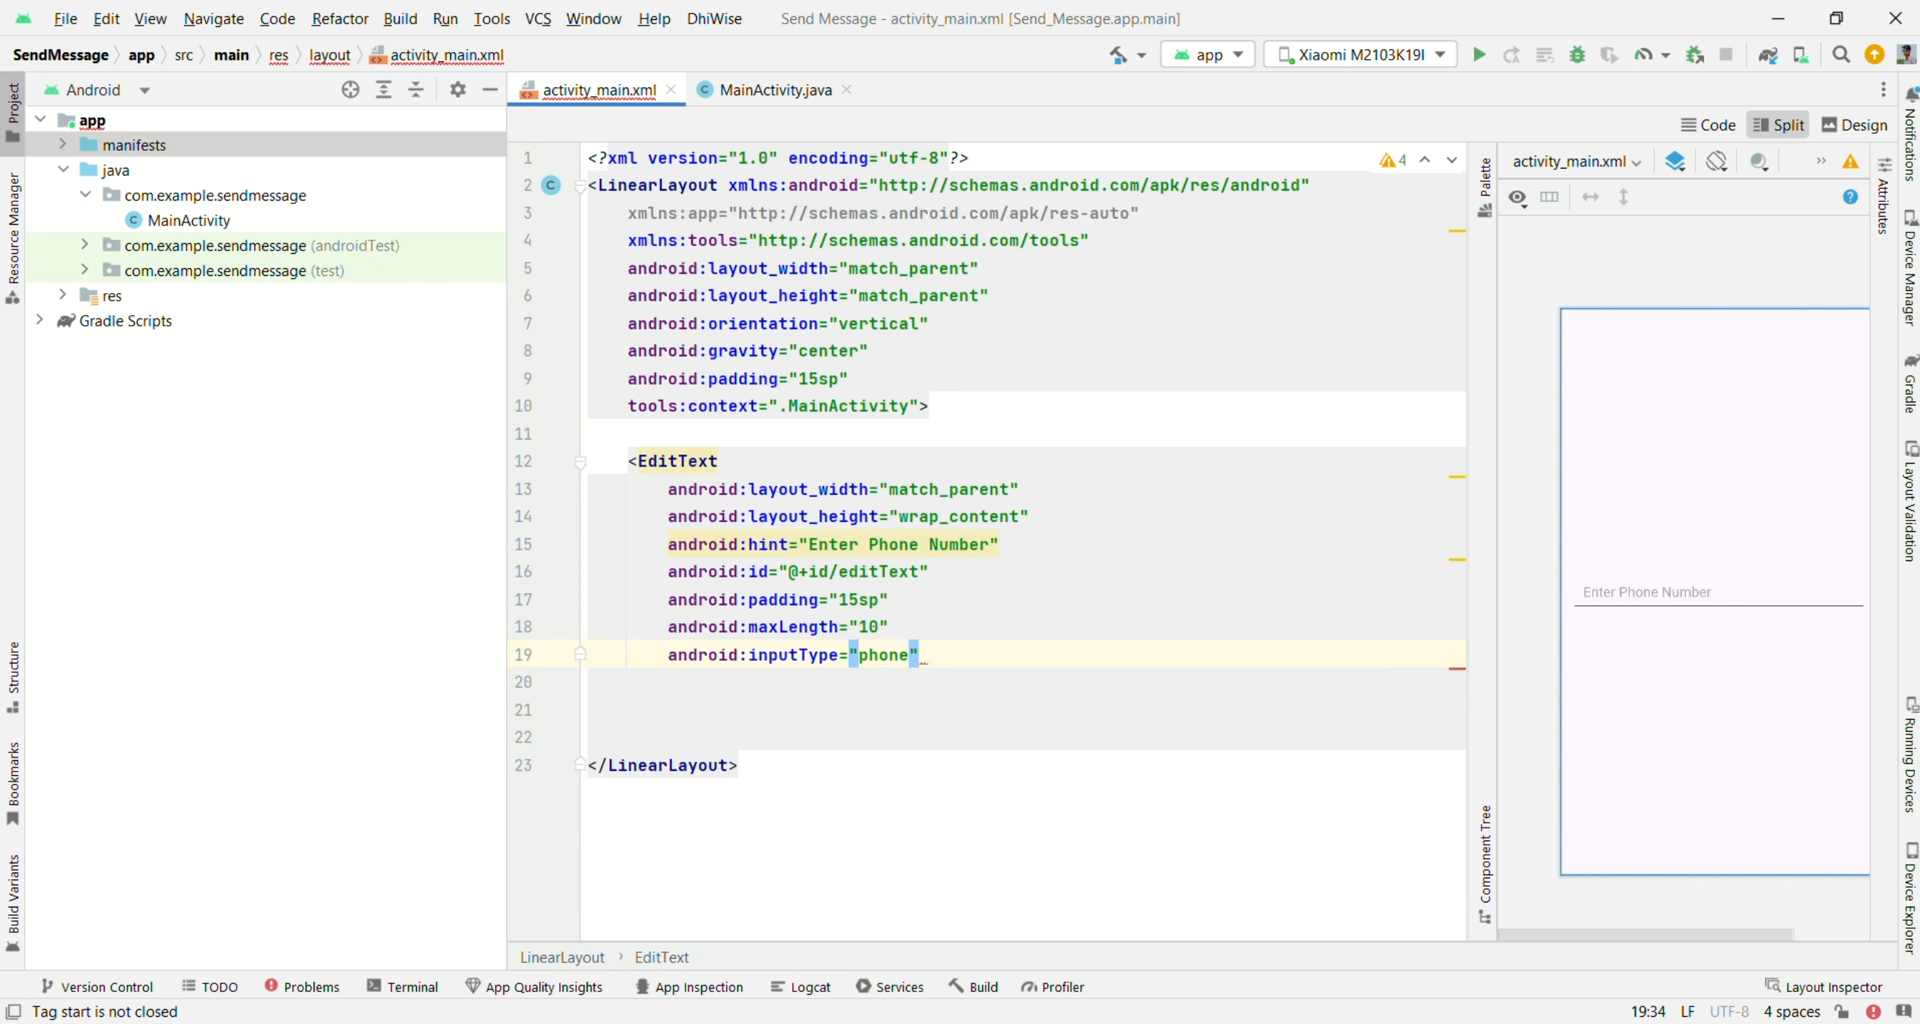 File Edit View Navigate Code Refactor Build Run Tools VCS Window Help DhiWise Send Message - activity_main.xml [Send_Message.app.main]
SendMessage app src main res layout activity_main.xml app Xiaomi M2103K19I
Project
Resource Manager
Structure
Bookmarks
Build Variants
Android
app
manifests
java
com.example.sendmessage
MainActivity
com.example.sendmessage (androidTest)
com.example.sendmessage (test)
res
Gradle Scripts
activity_main.xml MainActivity.java
Code Split Design
4
1 <?xml version="1.0" encoding="utf-8"?>
2 <LinearLayout xmlns:android="http://schemas.android.com/apk/res/android"
3 xmlns:app="http://schemas.android.com/apk/res-auto"
4 xmlns:tools="http://schemas.android.com/tools"
5 android:layout_width="match_parent"
6 android:layout_height="match_parent"
7 android:orientation="vertical"
8 android:gravity="center"
9 android:padding="15sp"
10 tools:context=".MainActivity">
11
12 <EditText
13 android:layout_width="match_parent"
14 android:layout_height="wrap_content"
15 android:hint="Enter Phone Number"
16 android:id="@+id/editText"
17 android:padding="15sp"
18 android:maxLength="10"
19 android:inputType="phone"
20
21
22
23 </LinearLayout>
LinearLayout › EditText
Palette
Component Tree
activity_main.xml
Enter Phone Number
Attributes
Notifications
Device Manager
Gradle
Layout Validation
Running Devices
Device Explorer
Version Control TODO Problems Terminal App Quality Insights App Inspection Logcat Services Build Profiler Layout Inspector
Tag start is not closed 19:34 LF UTF-8 4 spaces